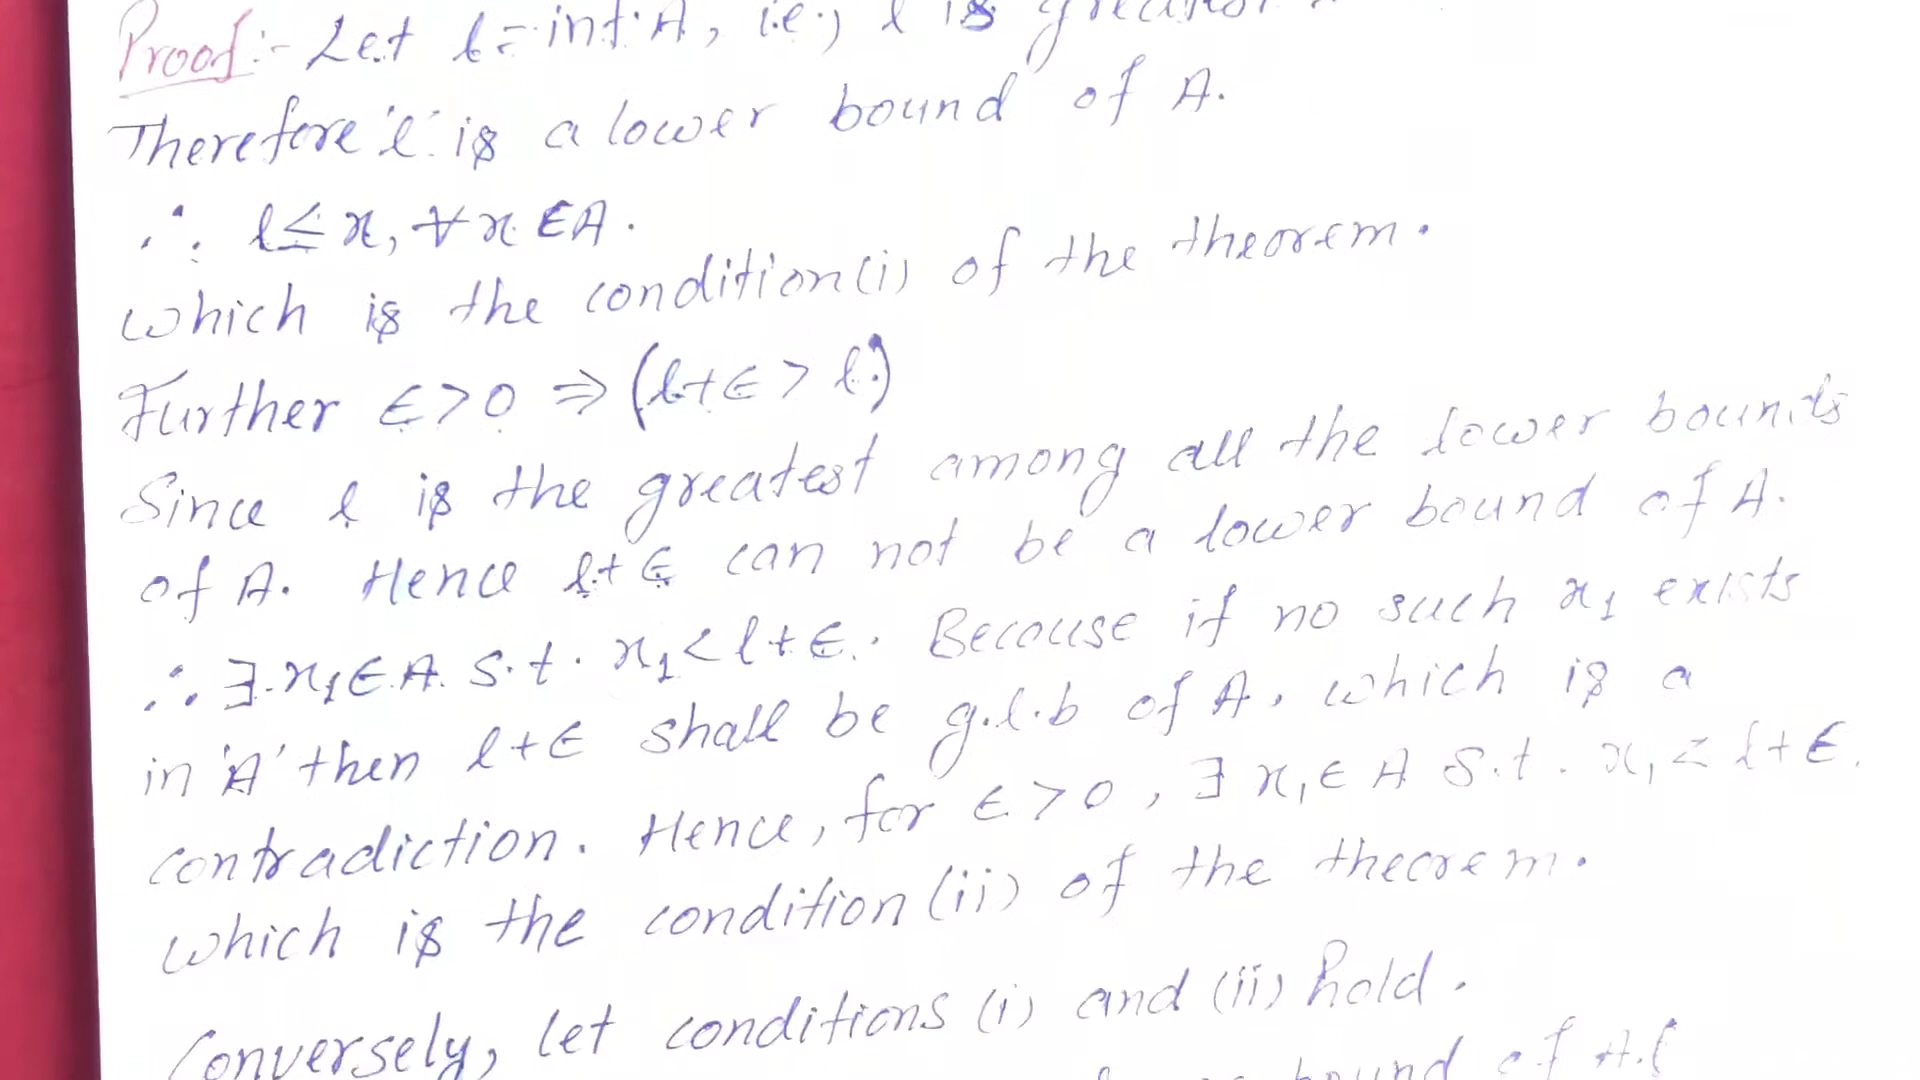 Proof:- Let l = inf. A, i.e., l is greatest
Therefore 'l' is a lower bound of A.
∴ l ≤ x, ∀ x ∈ A.
which is the condition (i) of the theorem.
Further ∈ > 0 ⇒ (l + ∈ > l.)
Since l is the greatest among all the lower bounds
of A. Hence l + ∈ can not be a lower bound of A.
∴ ∃ x₁ ∈ A. S.t. x₁ < l + ∈. Because if no such x₁ exists
in 'A' then l + ∈ shall be g.l.b of A, which is a
contradiction. Hence, for ∈ > 0, ∃ x₁ ∈ A S.t. x₁ < l + ∈.
which is the condition (ii) of the theorem.
Conversely, let conditions (i) and (ii) hold.
bound of A.